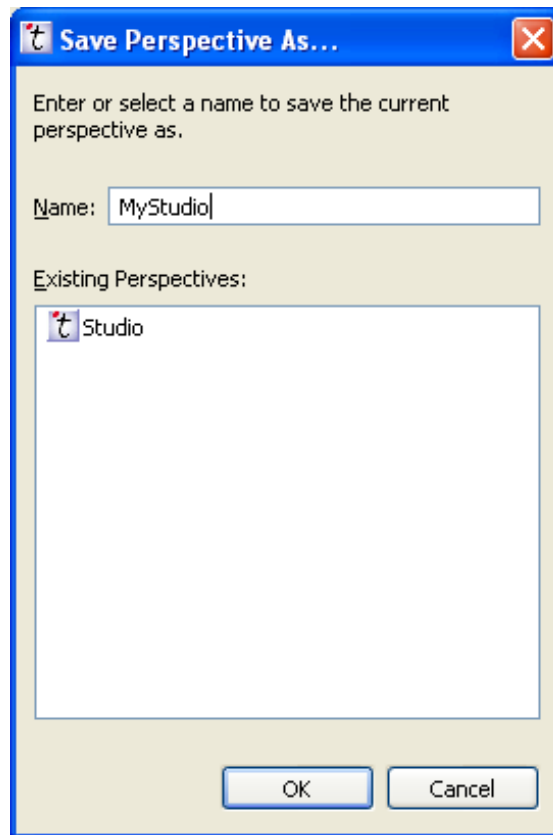 Save Perspective As...
Enter or select a name to save the current
perspective as.
Name: MyStudio
Existing Perspectives:
Studio
OK Cancel